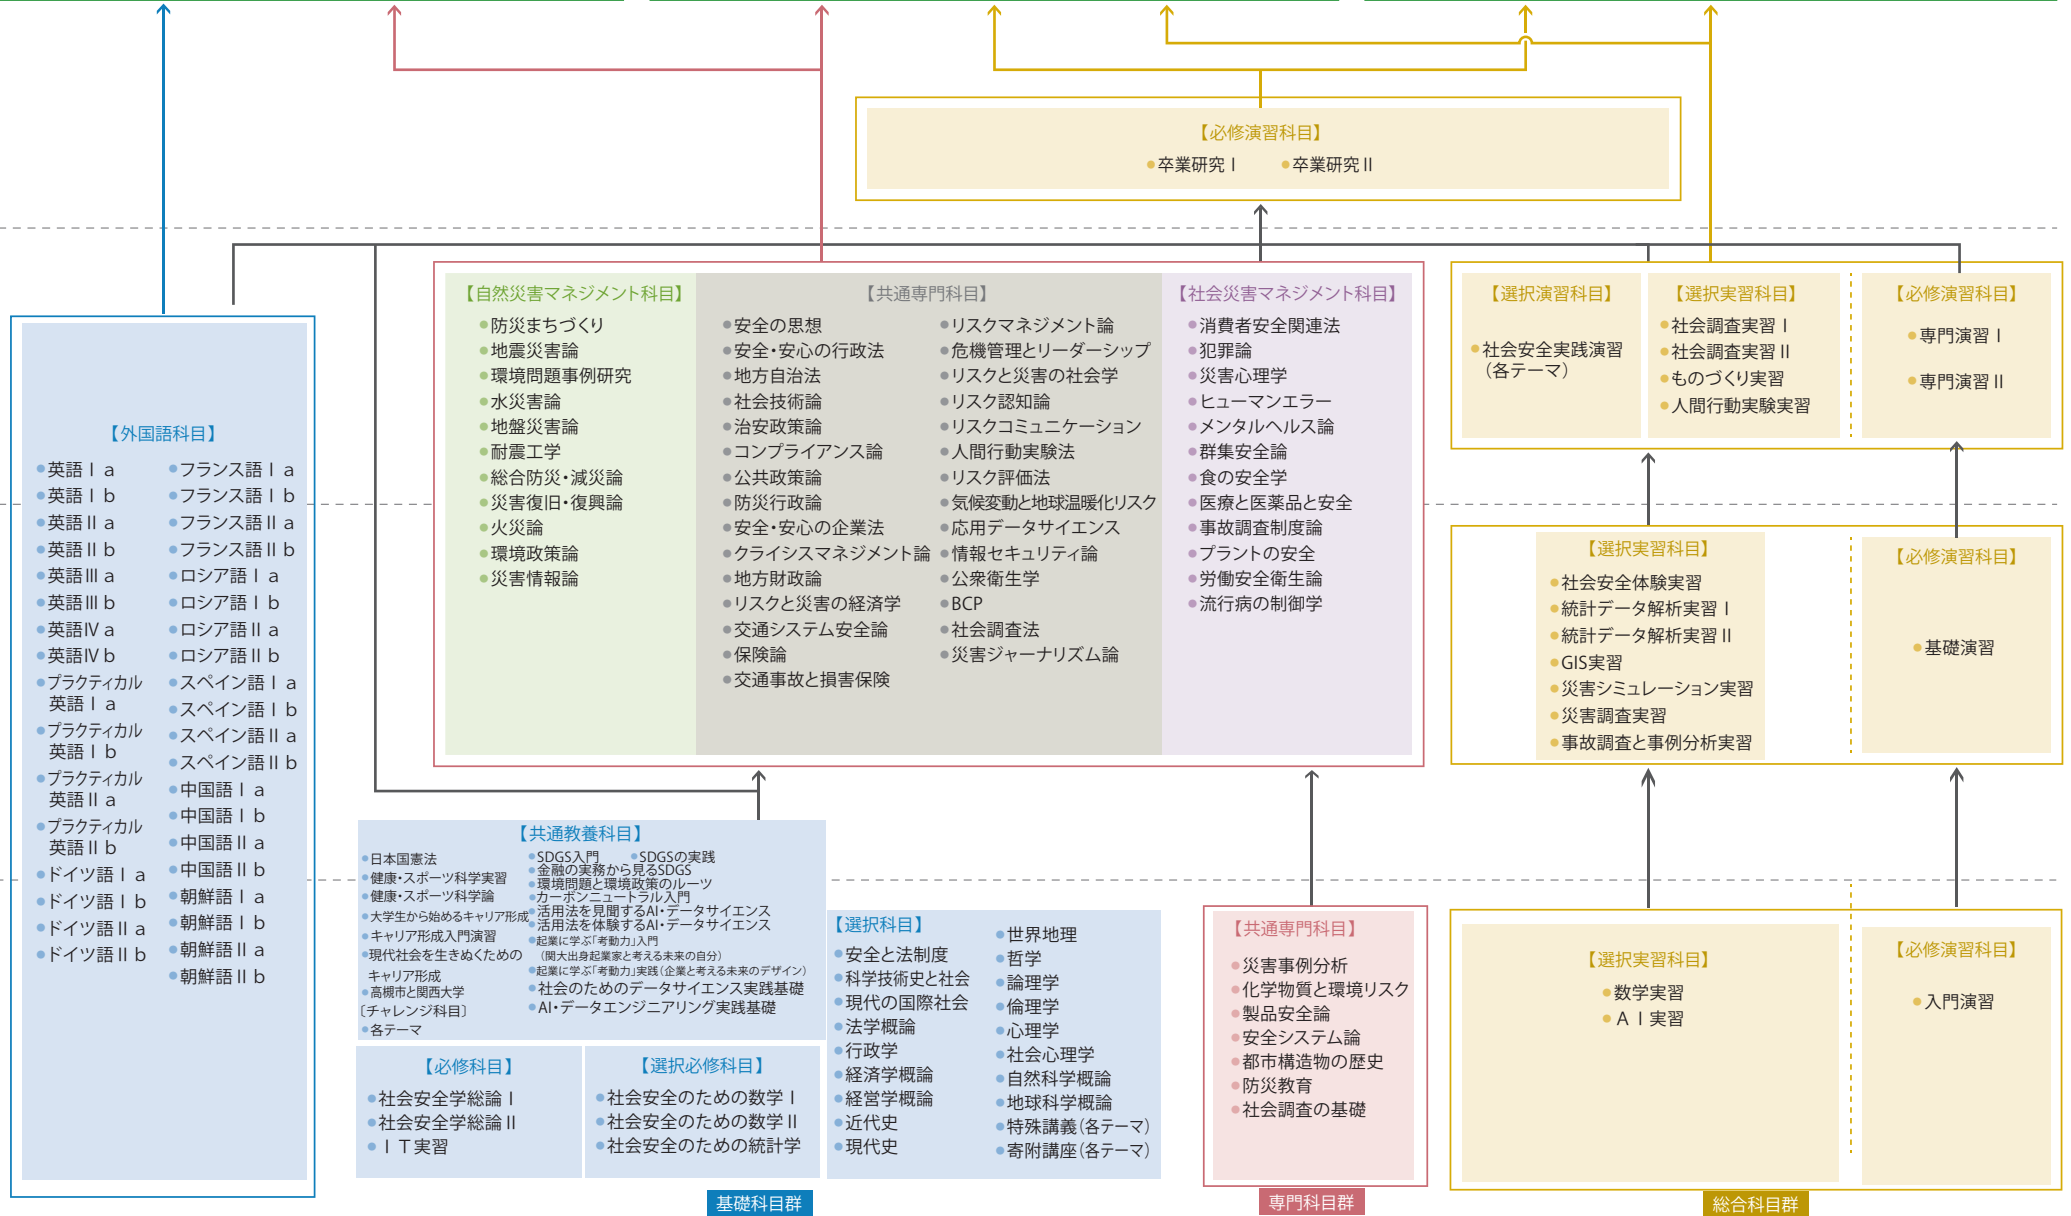 【必修演習科目】
●卒業研究Ⅰ
●卒業研究Ⅱ
【外国語科目】
●英語Ⅰａ
●英語Ⅰｂ
●英語Ⅱａ
●英語Ⅱｂ
●英語Ⅲａ
●英語Ⅲｂ
●英語Ⅳａ
●英語Ⅳｂ
●プラクティカル
英語Ⅰａ
●プラクティカル
英語Ⅰｂ
●プラクティカル
英語Ⅱａ
●プラクティカル
英語Ⅱｂ
●ドイツ語Ⅰａ
●ドイツ語Ⅰｂ
●ドイツ語Ⅱａ
●ドイツ語Ⅱｂ
●フランス語Ⅰａ
●フランス語Ⅰｂ
●フランス語Ⅱａ
●フランス語Ⅱｂ
●ロシア語Ⅰａ
●ロシア語Ⅰｂ
●ロシア語Ⅱａ
●ロシア語Ⅱｂ
●スペイン語Ⅰａ
●スペイン語Ⅰｂ
●スペイン語Ⅱａ
●スペイン語Ⅱｂ
●中国語Ⅰａ
●中国語Ⅰｂ
●中国語Ⅱａ
●中国語Ⅱｂ
●朝鮮語Ⅰａ
●朝鮮語Ⅰｂ
●朝鮮語Ⅱａ
●朝鮮語Ⅱｂ
【自然災害マネジメント科目】
●防災まちづくり
●地震災害論
●環境問題事例研究
●水災害論
●地盤災害論
●耐震工学
●総合防災・減災論
●災害復旧・復興論
●火災論
●環境政策論
●災害情報論
【共通専門科目】
●安全の思想
●安全・安心の行政法
●地方自治法
●社会技術論
●治安政策論
●コンプライアンス論
●公共政策論
●防災行政論
●安全・安心の企業法
●クライシスマネジメント論
●地方財政論
●リスクと災害の経済学
●交通システム安全論
●保険論
●交通事故と損害保険
●リスクマネジメント論
●危機管理とリーダーシップ
●リスクと災害の社会学
●リスク認知論
●リスクコミュニケーション
●人間行動実験法
●リスク評価法
●気候変動と地球温暖化リスク
●応用データサイエンス
●情報セキュリティ論
●公衆衛生学
●BCP
●社会調査法
●災害ジャーナリズム論
【社会災害マネジメント科目】
●消費者安全関連法
●犯罪論
●災害心理学
●ヒューマンエラー
●メンタルヘルス論
●群集安全論
●食の安全学
●医療と医薬品と安全
●事故調査制度論
●プラントの安全
●労働安全衛生論
●流行病の制御学
【選択演習科目】
●社会安全実践演習
（各テーマ）
【選択実習科目】
●社会調査実習Ⅰ
●社会調査実習Ⅱ
●ものづくり実習
●人間行動実験実習
【必修演習科目】
●専門演習Ⅰ
●専門演習Ⅱ
【選択実習科目】
●社会安全体験実習
●統計データ解析実習Ⅰ
●統計データ解析実習Ⅱ
●GIS実習
●災害シミュレーション実習
●災害調査実習
●事故調査と事例分析実習
【必修演習科目】
●基礎演習
【共通教養科目】
●日本国憲法
●健康・スポーツ科学実習
●健康・スポーツ科学論
●大学生から始めるキャリア形成
●キャリア形成入門演習
●現代社会を生きぬくための
キャリア形成
●高槻市と関西大学
〔チャレンジ科目〕
●各テーマ
●SDGS入門 ●SDGSの実践
●金融の実務から見るSDGS
●環境問題と環境政策のルーツ
●カーボンニュートラル入門
●活用法を見聞するAI・データサイエンス
●活用法を体験するAI・データサイエンス
●起業に学ぶ「考動力」入門
（関大出身起業家と考える未来の自分）
●起業に学ぶ「考動力」実践（企業と考える未来のデザイン）
●社会のためのデータサイエンス実践基礎
●AI・データエンジニアリング実践基礎
【必修科目】
●社会安全学総論Ⅰ
●社会安全学総論Ⅱ
●ＩＴ実習
【選択必修科目】
●社会安全のための数学Ⅰ
●社会安全のための数学Ⅱ
●社会安全のための統計学
【選択科目】
●安全と法制度
●科学技術史と社会
●現代の国際社会
●法学概論
●行政学
●経済学概論
●経営学概論
●近代史
●現代史
●世界地理
●哲学
●論理学
●倫理学
●心理学
●社会心理学
●自然科学概論
●地球科学概論
●特殊講義（各テーマ）
●寄附講座（各テーマ）
【共通専門科目】
●災害事例分析
●化学物質と環境リスク
●製品安全論
●安全システム論
●都市構造物の歴史
●防災教育
●社会調査の基礎
【選択実習科目】
●数学実習
●ＡＩ実習
【必修演習科目】
●入門演習
基礎科目群
専門科目群
総合科目群